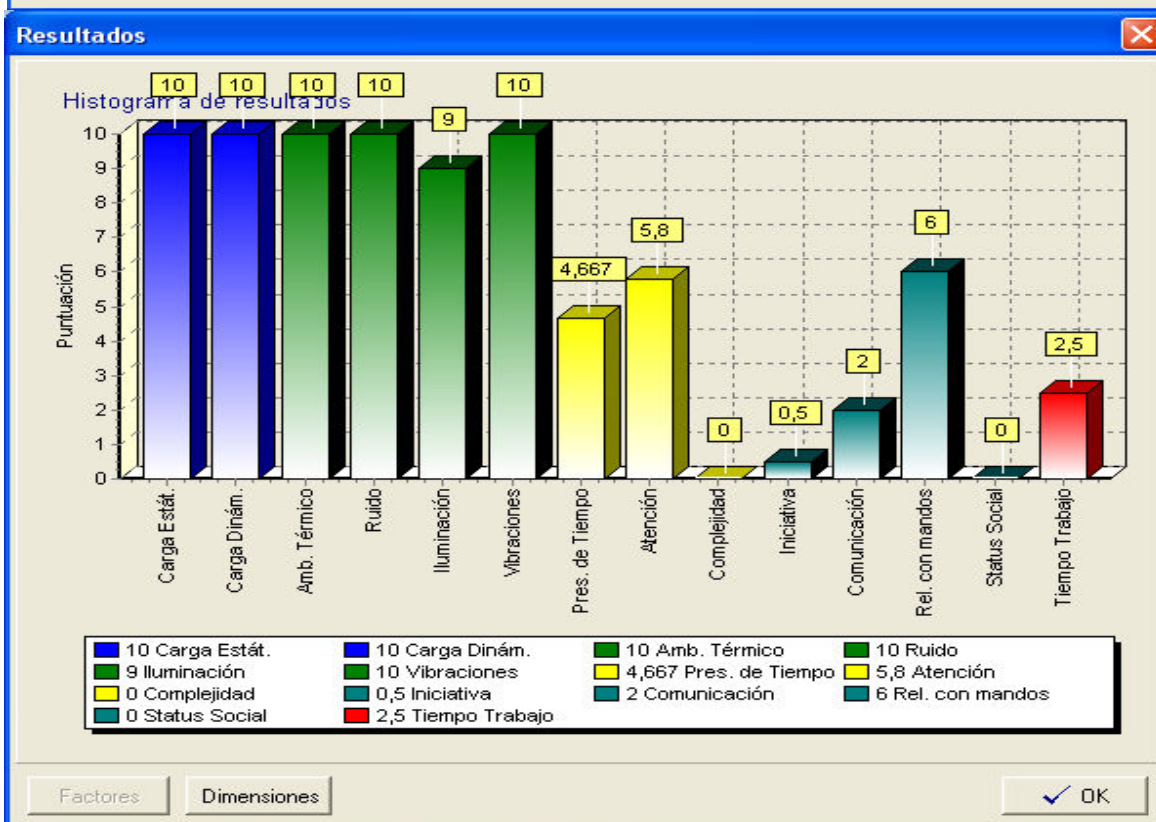 Resultados
Histograma de resultados
10 10 10 10 9 10 4,667 5,8 0 0,5 2 6 0 2,5
Puntuación
10
9
8
7
6
5
4
3
2
1
0
Carga Estát.
Carga Dinám.
Amb. Térmico
Ruido
Iluminación
Vibraciones
Pres. de Tiempo
Atención
Complejidad
Iniciativa
Comunicación
Rel. con mandos
Status Social
Tiempo Trabajo
10 Carga Estát. 10 Carga Dinám. 10 Amb. Térmico 10 Ruido
9 Iluminación 10 Vibraciones 4,667 Pres. de Tiempo 5,8 Atención
0 Complejidad 0,5 Iniciativa 2 Comunicación 6 Rel. con mandos
0 Status Social 2,5 Tiempo Trabajo
Factores Dimensiones OK